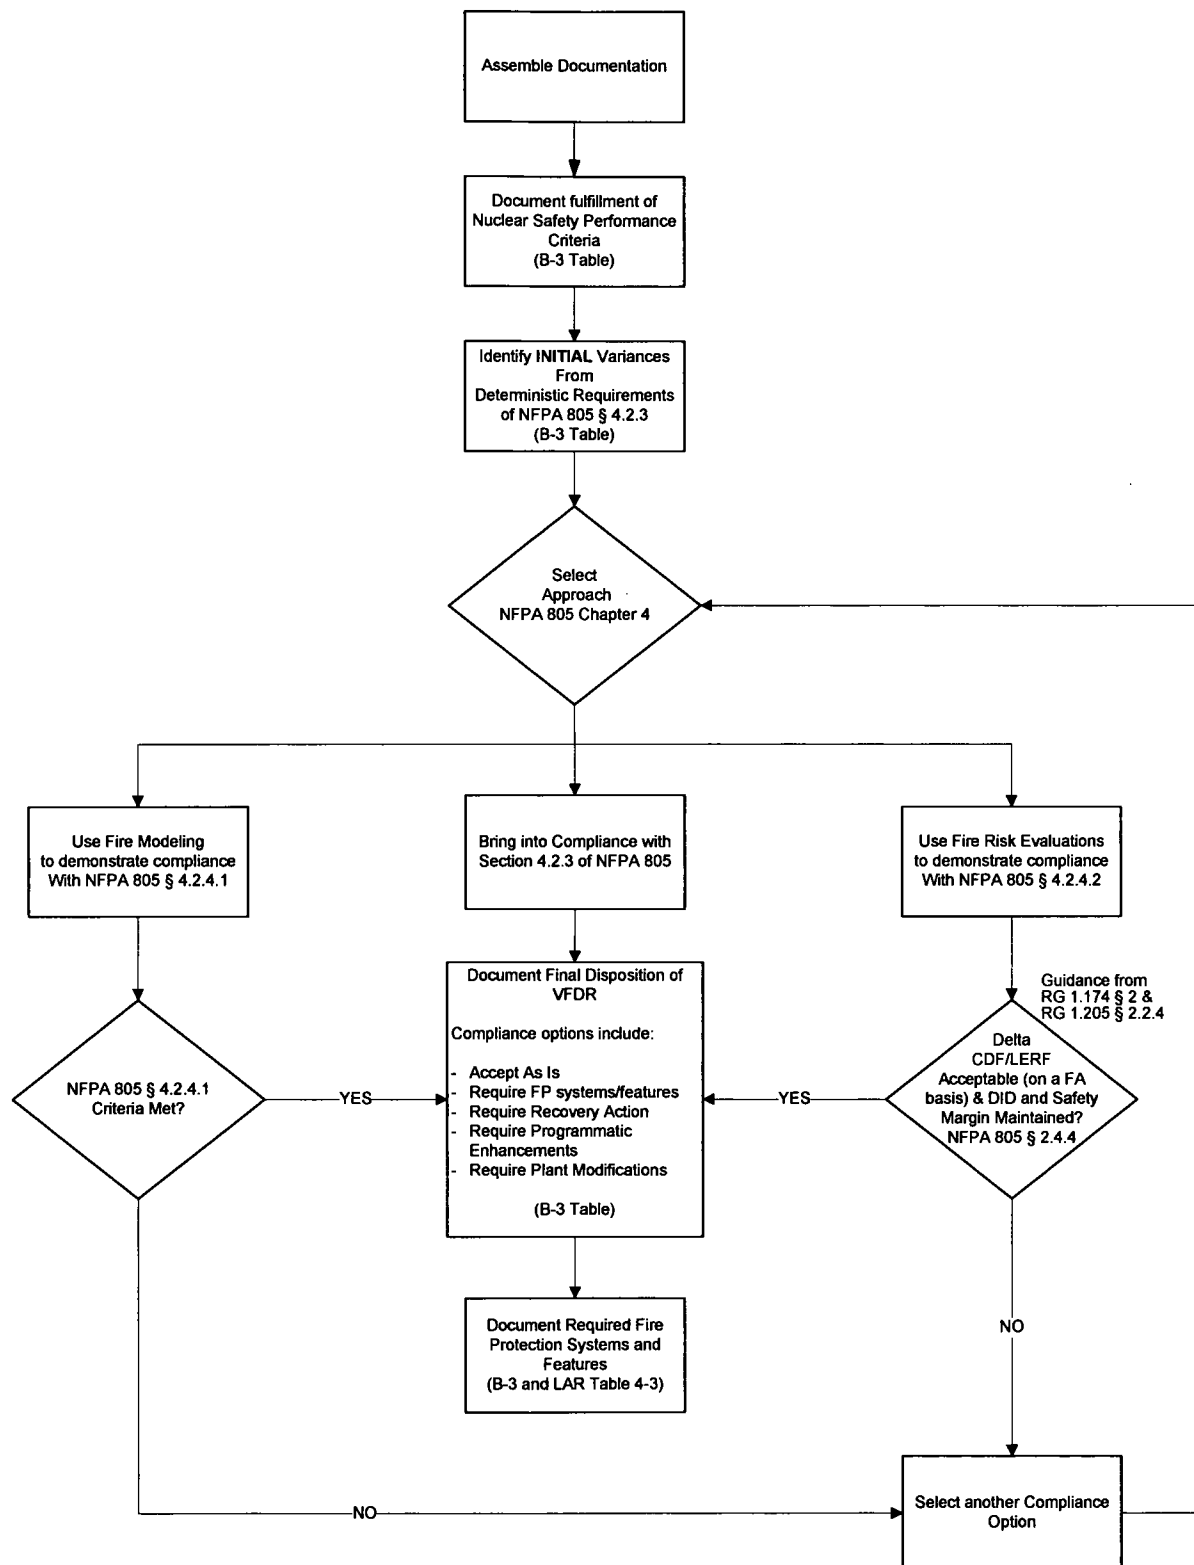 Assemble Documentation
Document fulfillment of
Nuclear Safety Performance
Criteria
(B-3 Table)
Identify INITIAL Variances
From
Deterministic Requirements
of NFPA 805 § 4.2.3
(B-3 Table)
Select
Approach
NFPA 805 Chapter 4
Use Fire Modeling
to demonstrate compliance
With NFPA 805 § 4.2.4.1
Bring into Compliance with
Section 4.2.3 of NFPA 805
Use Fire Risk Evaluations
to demonstrate compliance
With NFPA 805 § 4.2.4.2
Guidance from
RG 1.174 § 2 &
RG 1.205 § 2.2.4
NFPA 805 § 4.2.4.1
Criteria Met?
YES
Document Final Disposition of
VFDR
Compliance options include:
- Accept As Is
- Require FP systems/features
- Require Recovery Action
- Require Programmatic
Enhancements
- Require Plant Modifications
(B-3 Table)
YES
Delta
CDF/LERF
Acceptable (on a FA
basis) & DID and Safety
Margin Maintained?
NFPA 805 § 2.4.4
Document Required Fire
Protection Systems and
Features
(B-3 and LAR Table 4-3)
NO
NO
Select another Compliance
Option